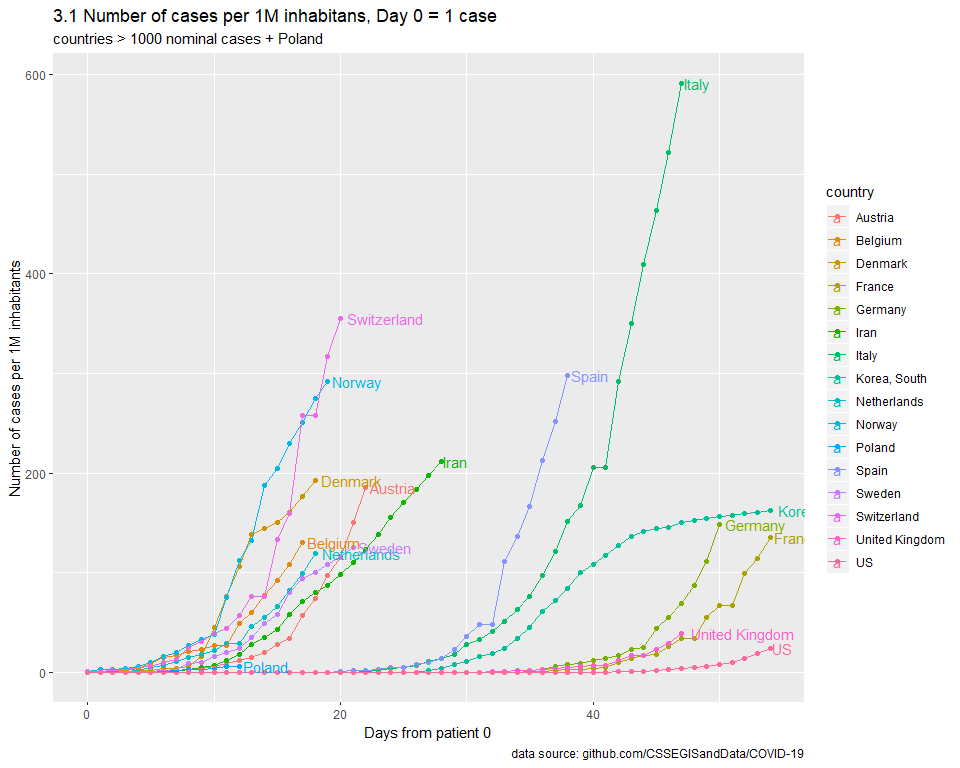 3.1 Number of cases per 1M inhabitans, Day 0 = 1 case
countries > 1000 nominal cases + Poland
Number of cases per 1M inhabitants
600
400
200
0
Italy
Switzerland
Norway
Spain
Iran
Denmark
Austria
Kore
Germany
Fran
Belgium
Sweden
Netherlands
United Kingdom
US
Poland
0
20
40
Days from patient 0
data source: github.com/CSSEGISandData/COVID-19
country
a Austria
a Belgium
a Denmark
a France
a Germany
a Iran
a Italy
a Korea, South
a Netherlands
a Norway
a Poland
a Spain
a Sweden
a Switzerland
a United Kingdom
a US